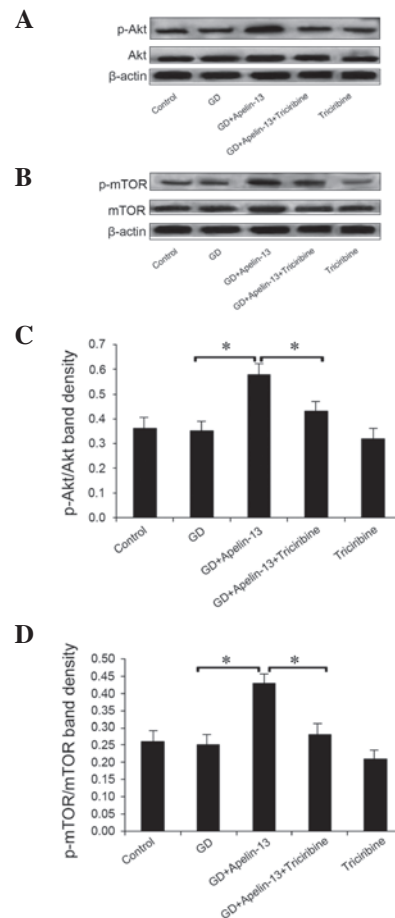 A
p-Akt
Akt
β-actin
Control
GD
GD+Apelin-13
GD+Apelin-13+Triciribine
Triciribine
B
p-mTOR
mTOR
β-actin
Control
GD
GD+Apelin-13
GD+Apelin-13+Triciribine
Triciribine
C
p-Akt/Akt band density
0.7
0.6
0.5
0.4
0.3
0.2
0.1
0.0
* *
Control
GD
GD+Apelin-13
GD+Apelin-13+Triciribine
Triciribine
D
p-mTOR/mTOR band density
0.50
0.45
0.40
0.35
0.30
0.25
0.20
0.15
0.10
0.05
0.00
* *
Control
GD
GD+Apelin-13
GD+Apelin-13+Triciribine
Triciribine